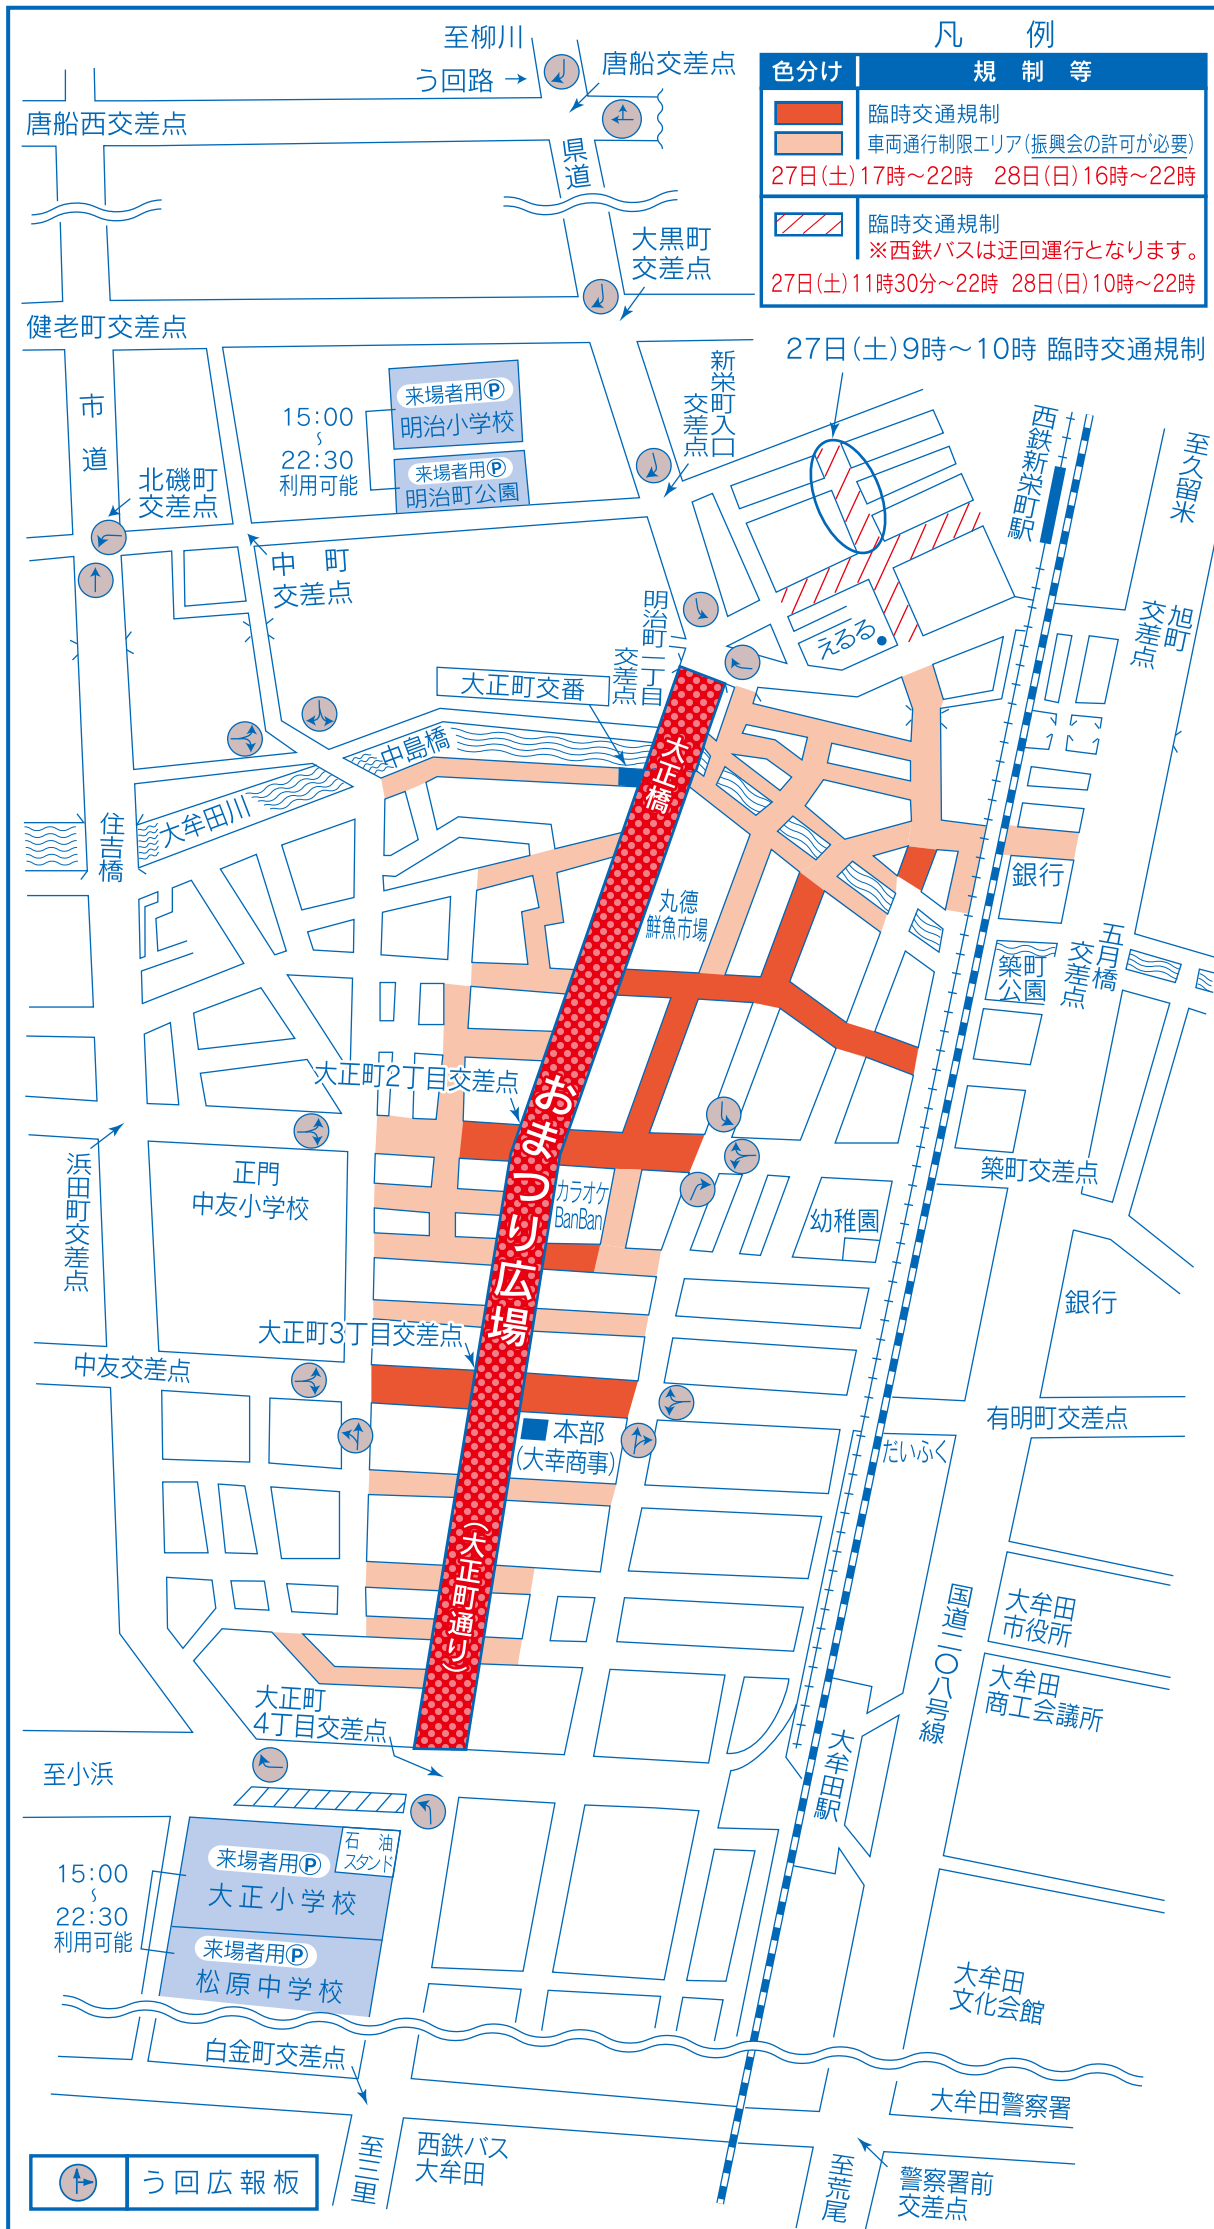 凡 例
色分け 規制等
臨時交通規制
車両通行制限エリア(振興会の許可が必要)
27日(土)17時～22時 28日(日)16時～22時
臨時交通規制
※西鉄バスは迂回運行となります。
27日(土)11時30分～22時 28日(日)10時～22時
27日(土)9時～10時 臨時交通規制
至柳川
う回路→
唐船交差点
唐船西交差点
県道
大黒町
交差点
健老町交差点
市道
北磯町
交差点
15:00
～
22:30
利用可能
来場者用P
明治小学校
来場者用P
明治町公園
新栄町入口
交差点
西鉄新栄町駅
至久留米
中町
交差点
明治町一丁目
交差点
えるる
旭町
交差点
大正町交番
中島橋
大牟田川
住吉橋
大正橋
丸徳
鮮魚市場
銀行
築町
公園
五月橋
交差点
大正町2丁目交差点
おまつり広場
浜田町交差点
正門
中友小学校
カラオケ
BanBan
幼稚園
築町交差点
銀行
大正町3丁目交差点
中友交差点
本部
(大幸商事)
有明町交差点
だいふく
(大正町通り)
国道二〇八号線
大牟田
市役所
大牟田
商工会議所
大正町
4丁目交差点
大牟田駅
至小浜
石油
スタンド
15:00
～
22:30
利用可能
来場者用P
大正小学校
来場者用P
松原中学校
大牟田
文化会館
白金町交差点
大牟田警察署
至三里
西鉄バス
大牟田
至荒尾
警察署前
交差点
う回広報板